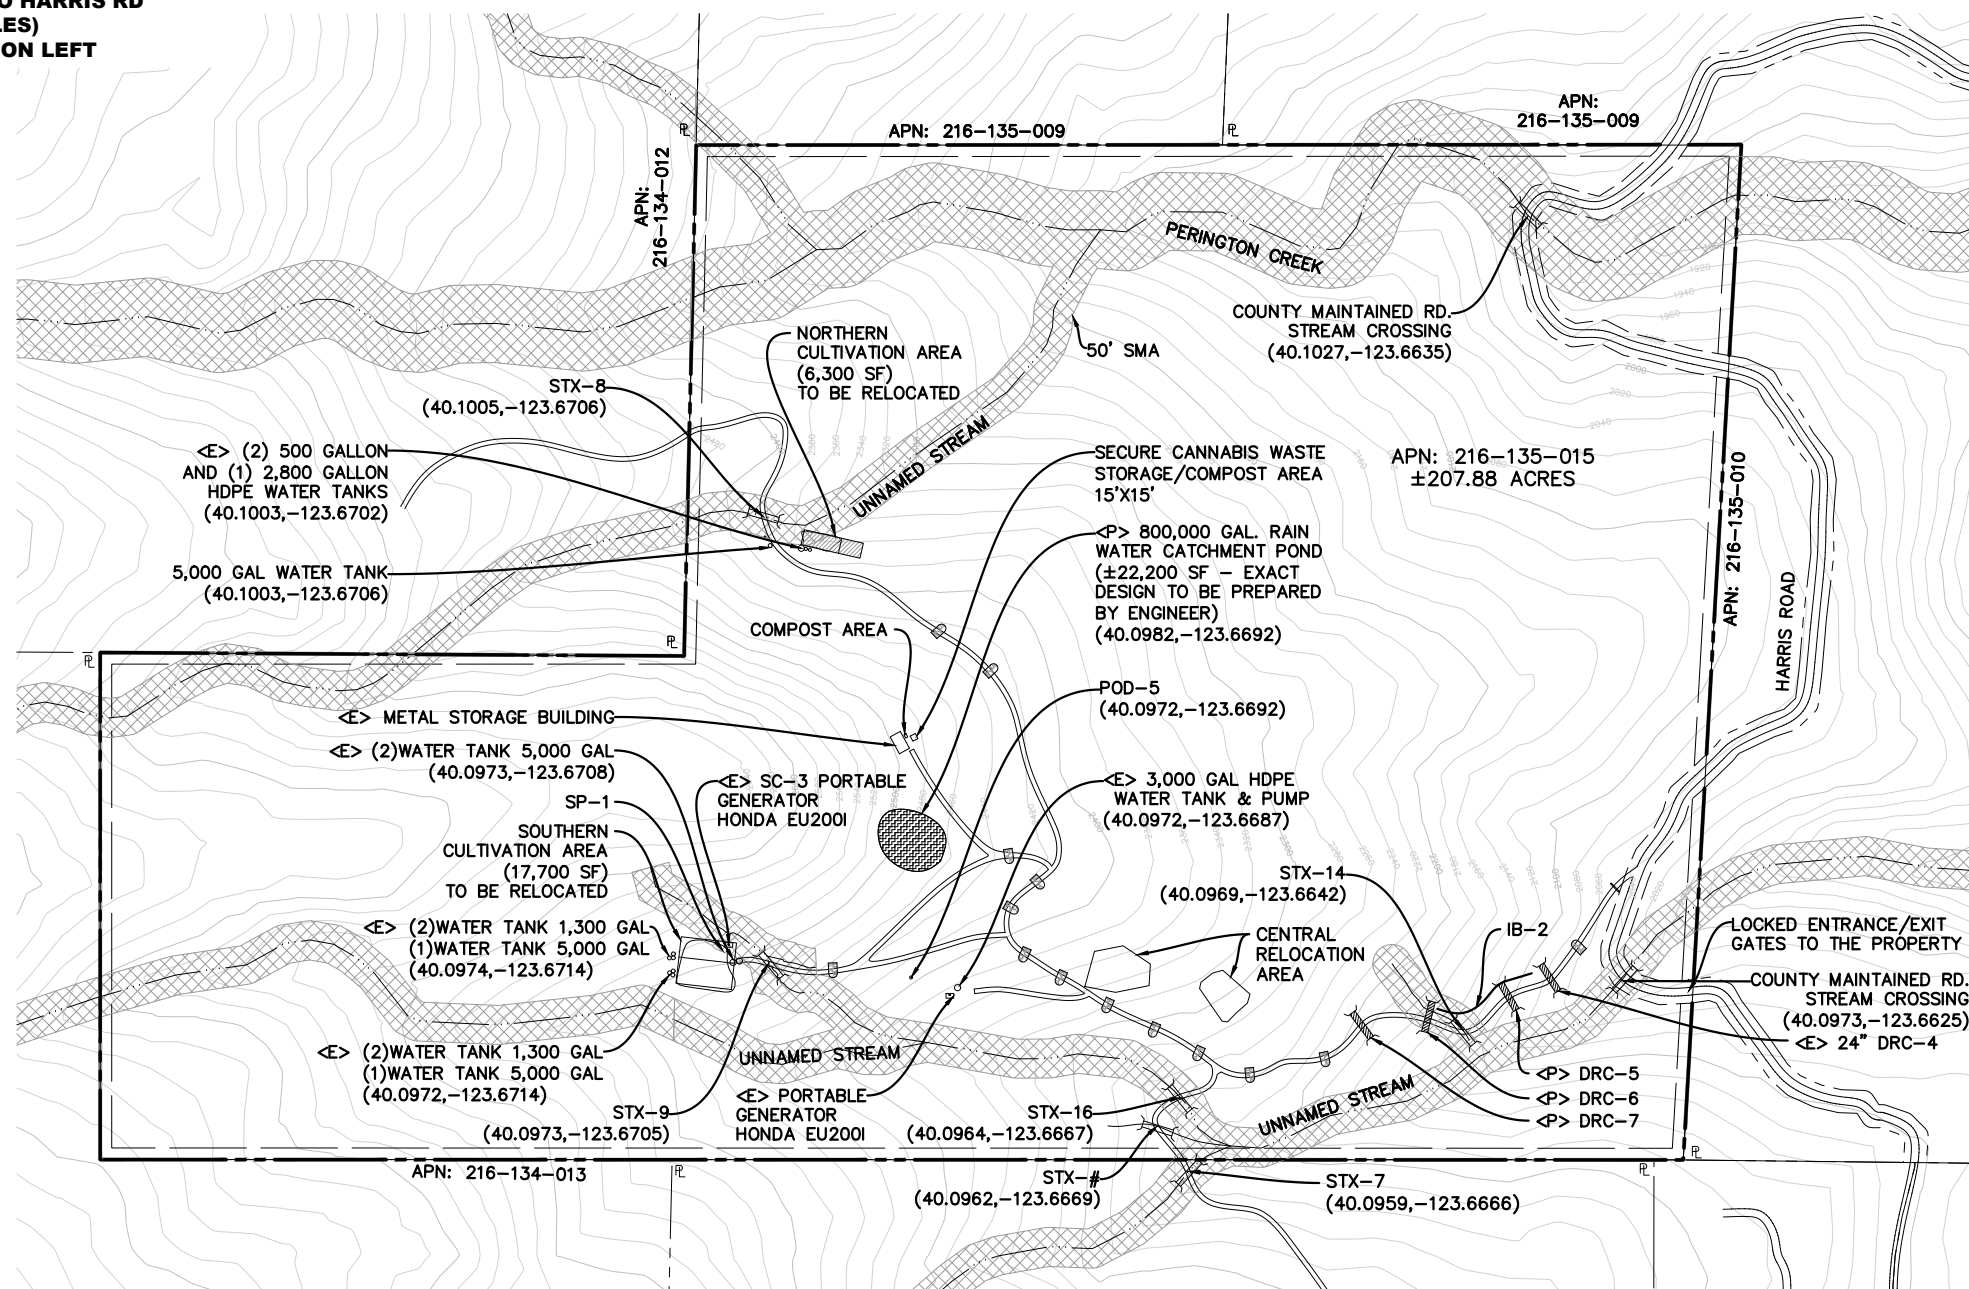 O HARRIS RD
LES)
ON LEFT
APN: 216-135-009
APN:
216-135-009
APN:
216-134-012
PERINGTON CREEK
COUNTY MAINTAINED RD.
STREAM CROSSING
(40.1027,-123.6635)
NORTHERN
CULTIVATION AREA
(6,300 SF)
TO BE RELOCATED
50' SMA
STX-8
(40.1005,-123.6706)
UNNAMED STREAM
<E> (2) 500 GALLON
AND (1) 2,800 GALLON
HDPE WATER TANKS
(40.1003,-123.6702)
SECURE CANNABIS WASTE
STORAGE/COMPOST AREA
15'X15'
APN: 216-135-015
±207.88 ACRES
APN: 216-135-010
<P> 800,000 GAL. RAIN
WATER CATCHMENT POND
(±22,200 SF - EXACT
DESIGN TO BE PREPARED
BY ENGINEER)
(40.0982,-123.6692)
5,000 GAL WATER TANK
(40.1003,-123.6706)
HARRIS ROAD
COMPOST AREA
POD-5
(40.0972,-123.6692)
<E> METAL STORAGE BUILDING
<E> (2)WATER TANK 5,000 GAL
(40.0973,-123.6708)
<E> SC-3 PORTABLE
GENERATOR
HONDA EU200I
<E> 3,000 GAL HDPE
WATER TANK & PUMP
(40.0972,-123.6687)
SP-1
SOUTHERN
CULTIVATION AREA
(17,700 SF)
TO BE RELOCATED
STX-14
(40.0969,-123.6642)
<E> (2)WATER TANK 1,300 GAL
(1)WATER TANK 5,000 GAL
(40.0974,-123.6714)
CENTRAL
RELOCATION
AREA
IB-2
LOCKED ENTRANCE/EXIT
GATES TO THE PROPERTY
COUNTY MAINTAINED RD.
STREAM CROSSING
(40.0973,-123.6625)
<E> 24" DRC-4
<E> (2)WATER TANK 1,300 GAL
(1)WATER TANK 5,000 GAL
(40.0972,-123.6714)
UNNAMED STREAM
<P> DRC-5
<P> DRC-6
<P> DRC-7
UNNAMED STREAM
<E> PORTABLE
GENERATOR
HONDA EU200I
STX-9
(40.0973,-123.6705)
STX-16
(40.0964,-123.6667)
APN: 216-134-013
STX-#
(40.0962,-123.6669)
STX-7
(40.0959,-123.6666)